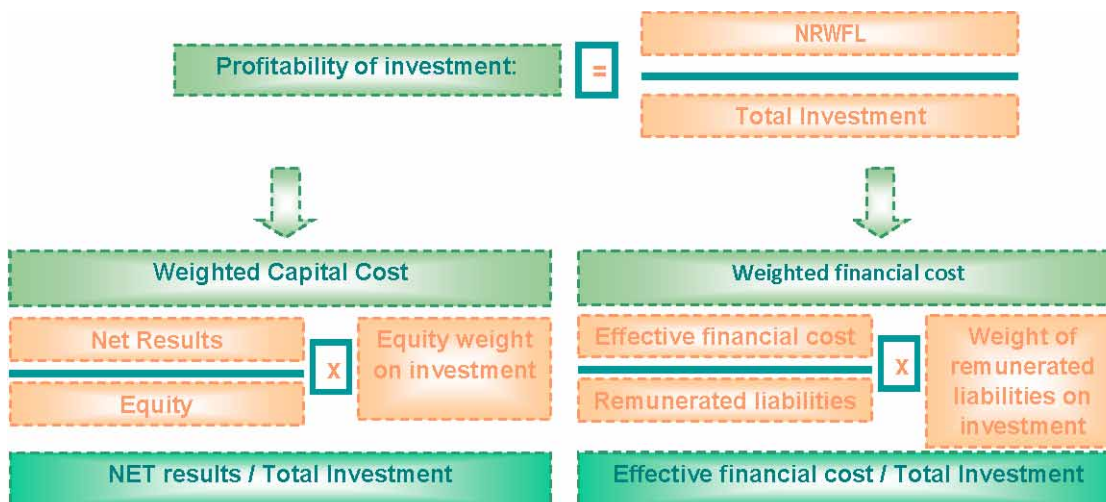 NRWFL
Profitability of investment:
=
Total Investment
Weighted Capital Cost
Weighted financial cost
Net Results
x
Equity weight
on investment
Equity
Effective financial cost
x
Weight of
remunerated
liabilities on
investment
Remunerated liabilities
NET results / Total Investment
Effective financial cost / Total Investment